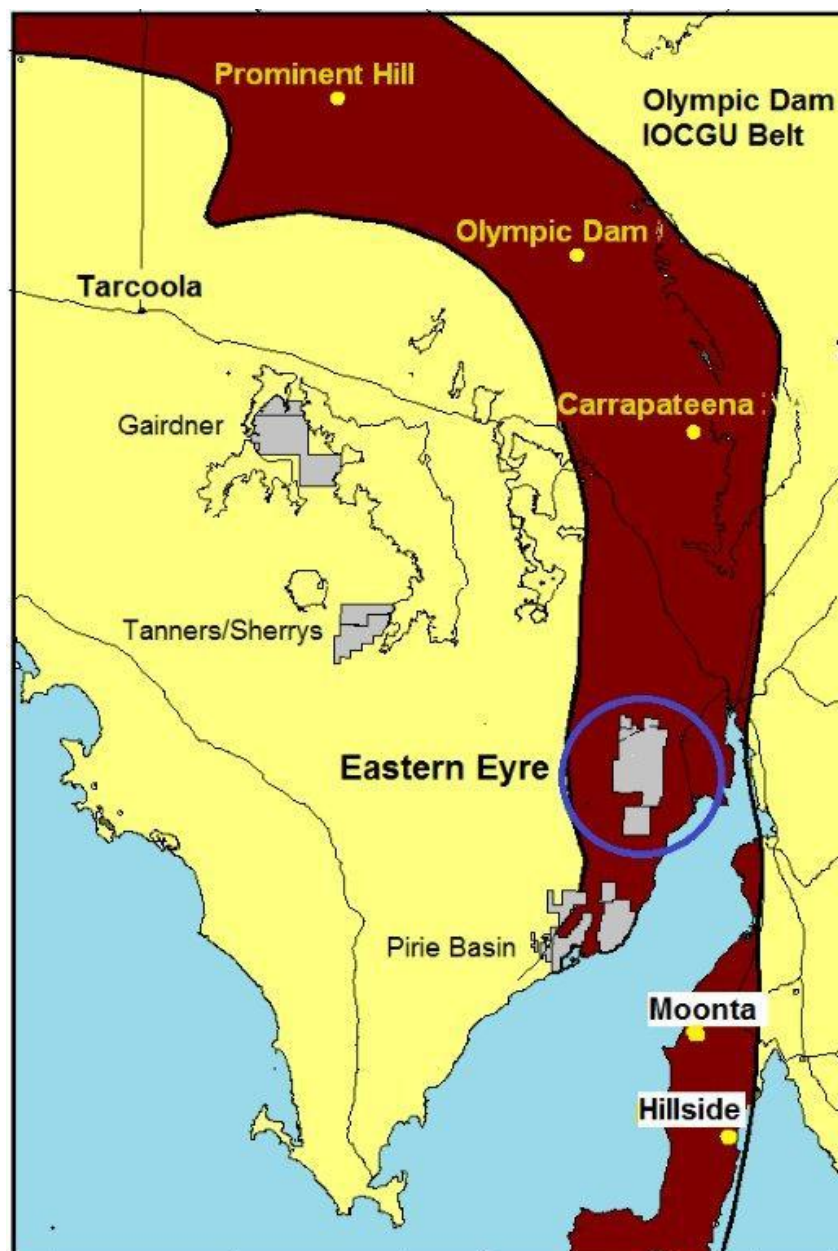 Prominent Hill
Olympic Dam
IOCGU Belt
Olympic Dam
Tarcoola
Carrapateena
Gairdner
Tanners/Sherrys
Eastern Eyre
Pirie Basin
Moonta
Hillside